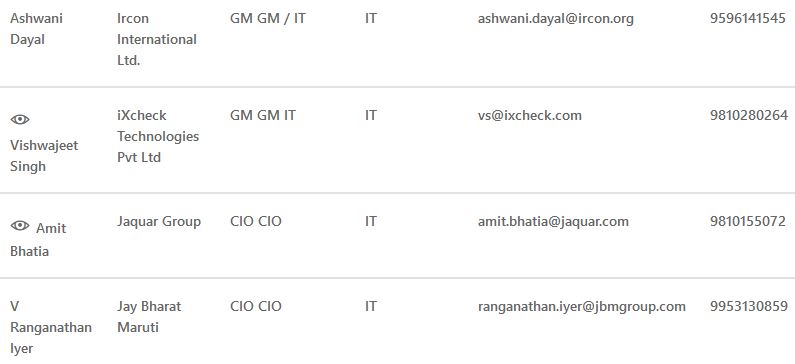 Ashwani Dayal Ircon International Ltd. GM GM / IT IT ashwani.dayal@ircon.org 9596141545
Vishwajeet Singh iXcheck Technologies Pvt Ltd GM GM IT IT vs@ixcheck.com 9810280264
Amit Bhatia Jaquar Group CIO CIO IT amit.bhatia@jaquar.com 9810155072
V Ranganathan Iyer Jay Bharat Maruti CIO CIO IT ranganathan.iyer@jbmgroup.com 9953130859